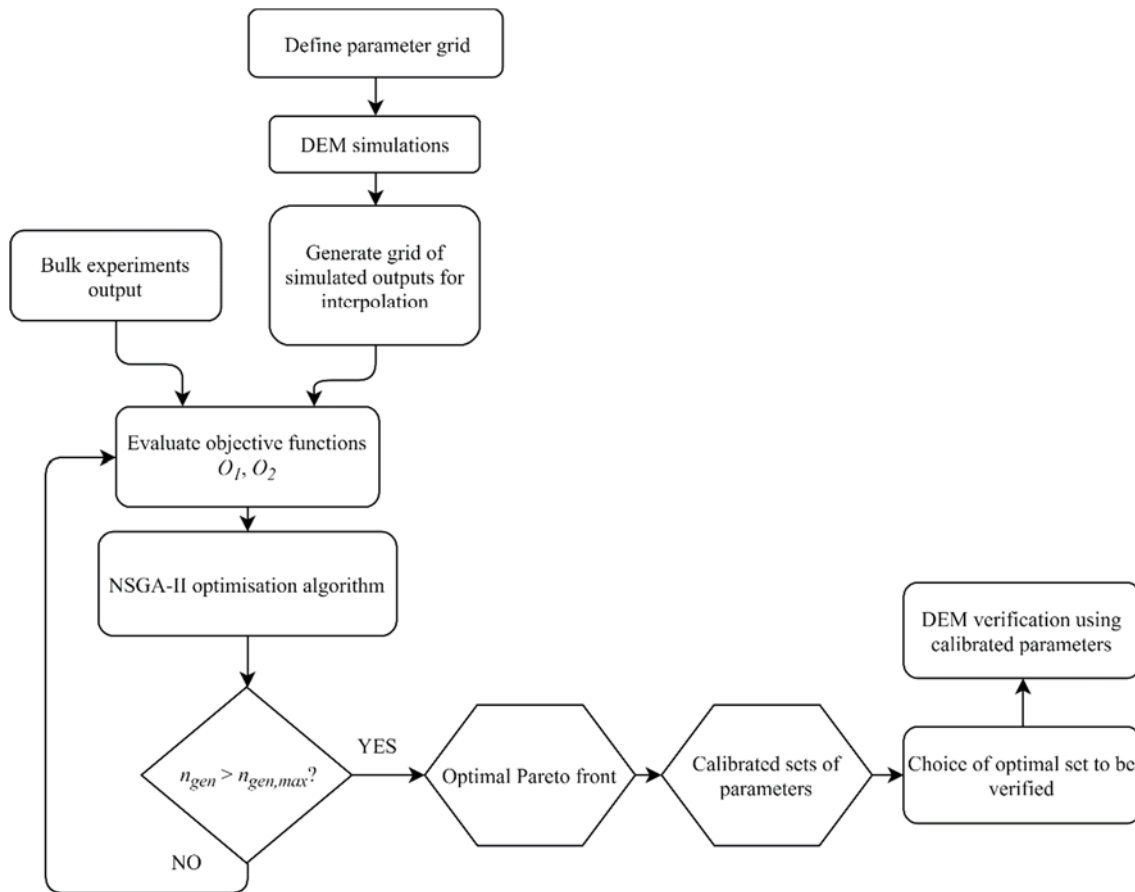 Define parameter grid
DEM simulations
Generate grid of
simulated outputs for
interpolation
Bulk experiments
output
Evaluate objective functions
O1, O2
NSGA-II optimisation algorithm
ngen > ngen,max?
YES
NO
Optimal Pareto front
Calibrated sets of
parameters
Choice of optimal set to be
verified
DEM verification using
calibrated parameters